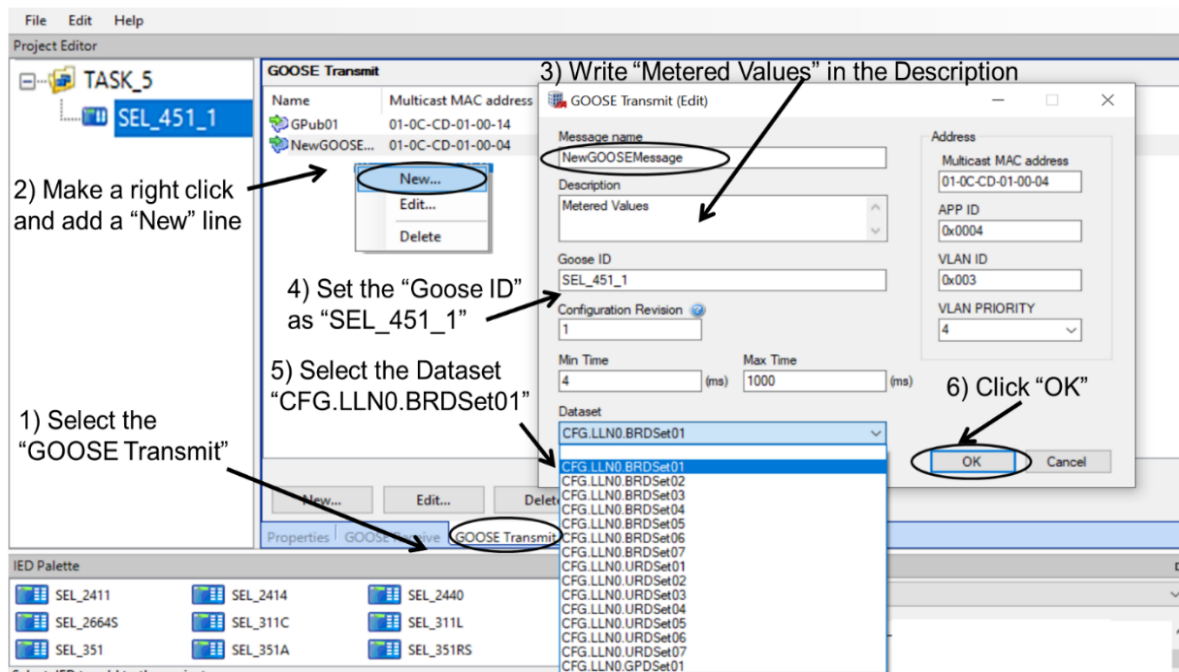 File Edit Help
Project Editor
TASK_5
SEL_451_1
GOOSE Transmit
Name Multicast MAC address
GPub01 01-0C-CD-01-00-14
NewGOOSE... 01-0C-CD-01-00-04
New...
Edit...
Delete
2) Make a right click
and add a “New” line
3) Write “Metered Values” in the Description
GOOSE Transmit (Edit)
Message name
NewGOOSEMessage
Description
Metered Values
Goose ID
SEL_451_1
Configuration Revision
1
Min Time Max Time
4 (ms) 1000 (ms)
Dataset
CFG.LLN0.BRDSet01
Address
Multicast MAC address
01-0C-CD-01-00-04
APP ID
0x0004
VLAN ID
0x003
VLAN PRIORITY
4
4) Set the “Goose ID”
as “SEL_451_1”
5) Select the Dataset
“CFG.LLN0.BRDSet01”
6) Click “OK”
OK Cancel
1) Select the
“GOOSE Transmit”
CFG.LLN0.BRDSet01
CFG.LLN0.BRDSet02
CFG.LLN0.BRDSet03
CFG.LLN0.BRDSet04
CFG.LLN0.BRDSet05
CFG.LLN0.BRDSet06
CFG.LLN0.BRDSet07
CFG.LLN0.URDSet01
CFG.LLN0.URDSet02
CFG.LLN0.URDSet03
CFG.LLN0.URDSet04
CFG.LLN0.URDSet05
CFG.LLN0.URDSet06
CFG.LLN0.URDSet07
CFG.LLN0.GPDSet01
New... Edit... Delete
Properties GOOSE Receive GOOSE Transmit
IED Palette
SEL_2411 SEL_2414 SEL_2440
SEL_2664S SEL_311C SEL_311L
SEL_351 SEL_351A SEL_351RS